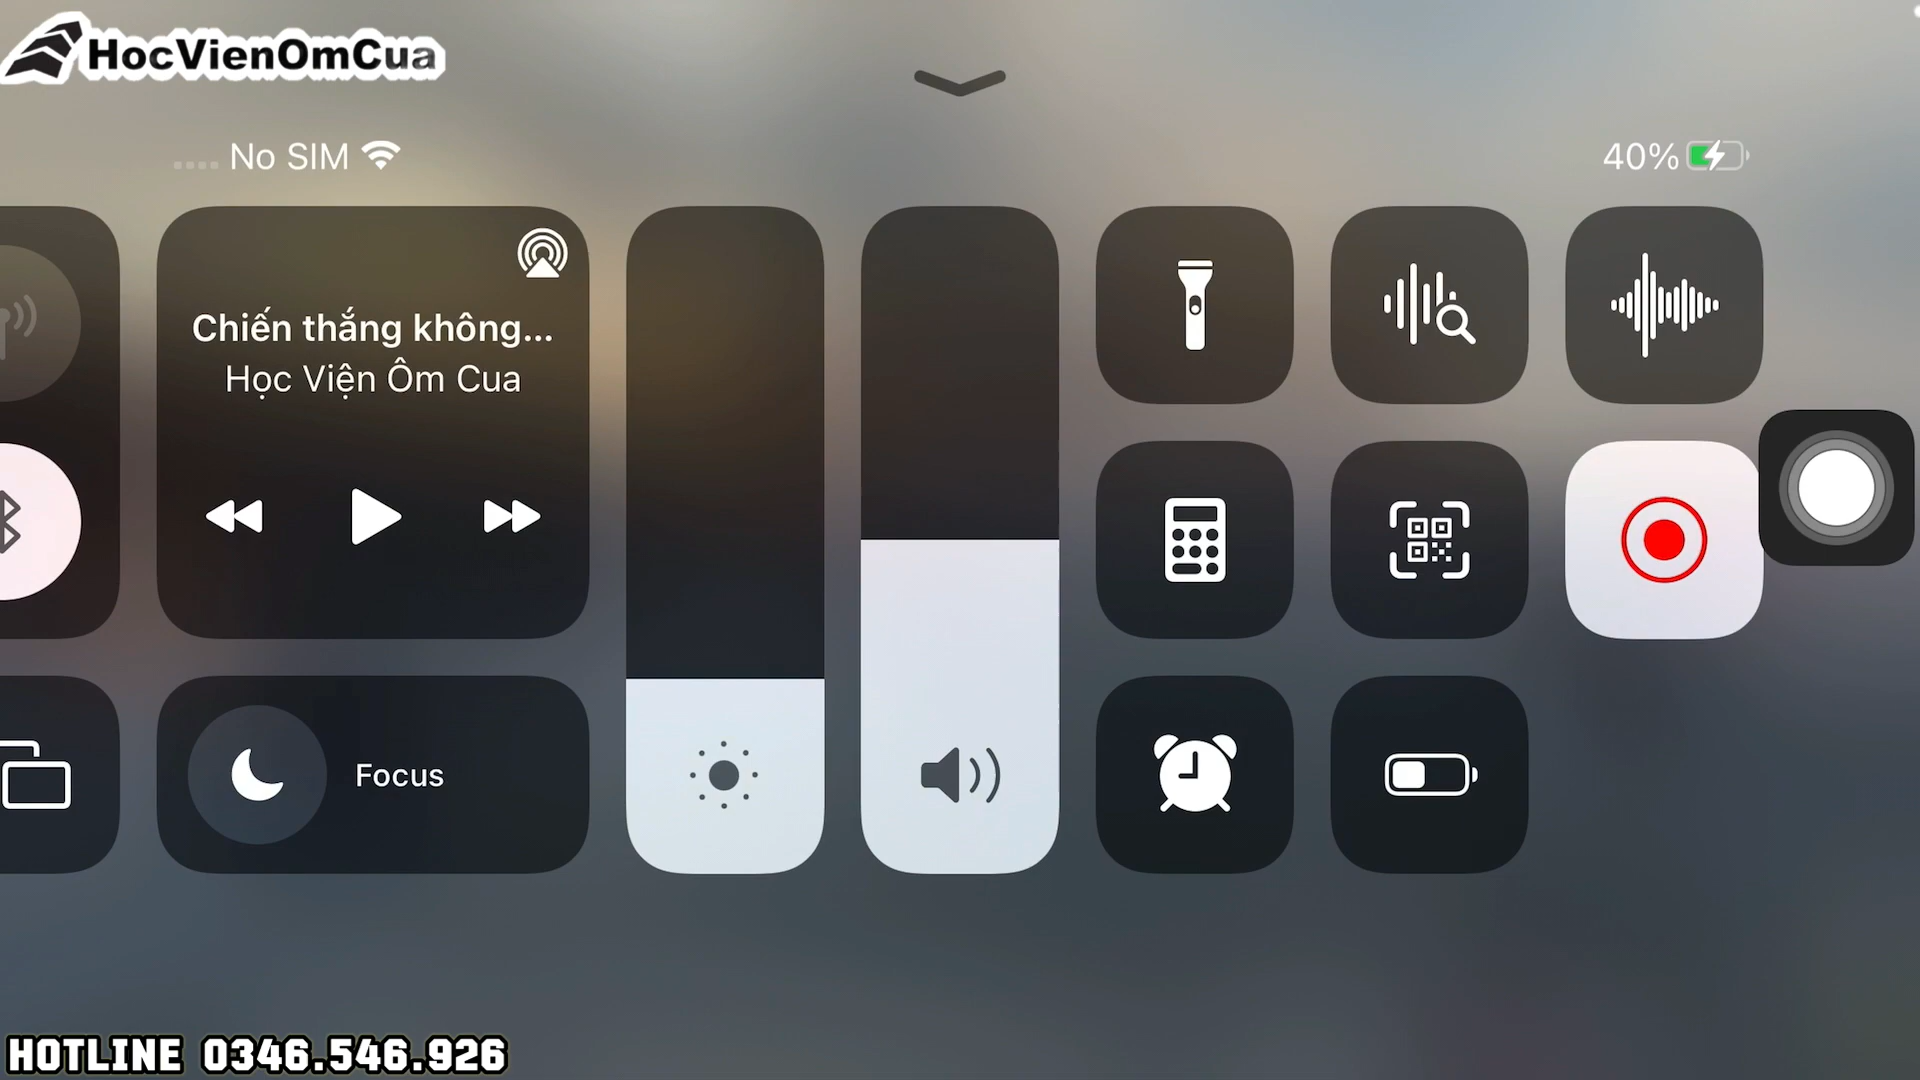 HocVienOmCua
No SIM
40%
Chiến thắng không...
Học Viện Ôm Cua
Focus
HOTLINE 0346.546.926